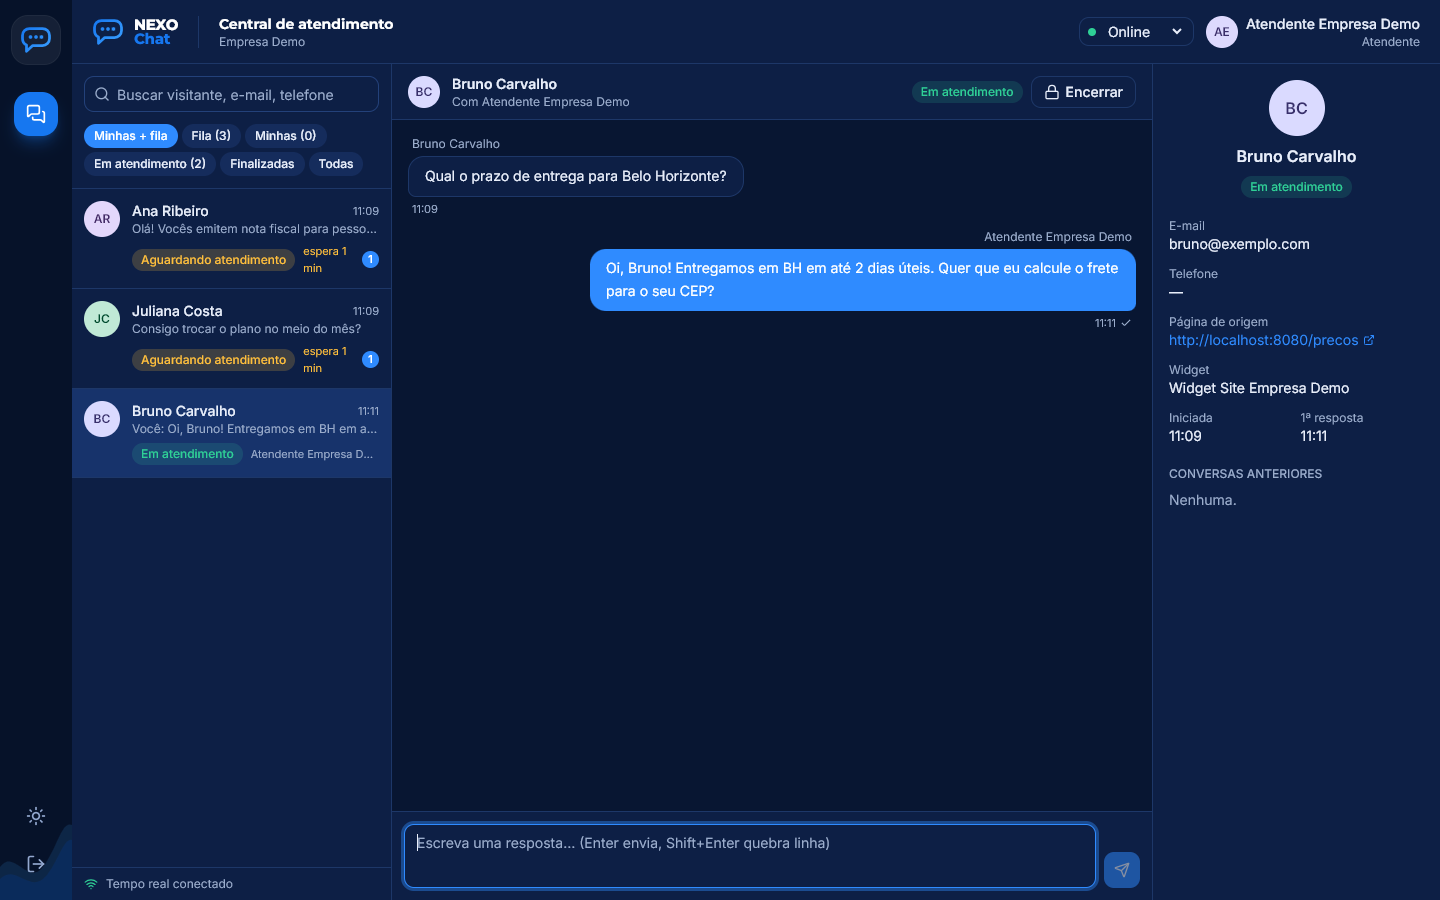 NEXO
Chat
Central de atendimento
Empresa Demo
Online
AE
Atendente Empresa Demo
Atendente
Buscar visitante, e-mail, telefone
Minhas + fila
Fila (3)
Minhas (0)
Em atendimento (2)
Finalizadas
Todas
AR
Ana Ribeiro
11:09
Olá! Vocês emitem nota fiscal para pesso...
Aguardando atendimento
espera 1
min
1
JC
Juliana Costa
11:09
Consigo trocar o plano no meio do mês?
Aguardando atendimento
espera 1
min
1
BC
Bruno Carvalho
11:11
Você: Oi, Bruno! Entregamos em BH em a...
Em atendimento
Atendente Empresa D...
Tempo real conectado
BC
Bruno Carvalho
Com Atendente Empresa Demo
Em atendimento
Encerrar
Bruno Carvalho
Qual o prazo de entrega para Belo Horizonte?
11:09
Atendente Empresa Demo
Oi, Bruno! Entregamos em BH em até 2 dias úteis. Quer que eu calcule o frete
para o seu CEP?
11:11
Escreva uma resposta... (Enter envia, Shift+Enter quebra linha)
BC
Bruno Carvalho
Em atendimento
E-mail
bruno@exemplo.com
Telefone
—
Página de origem
http://localhost:8080/precos
Widget
Widget Site Empresa Demo
Iniciada
1ª resposta
11:09
11:11
CONVERSAS ANTERIORES
Nenhuma.